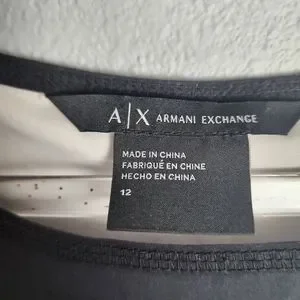 A|X ARMANI EXCHANGE
MADE IN CHINA
FABRIQUÉ EN CHINE
HECHO EN CHINA
12